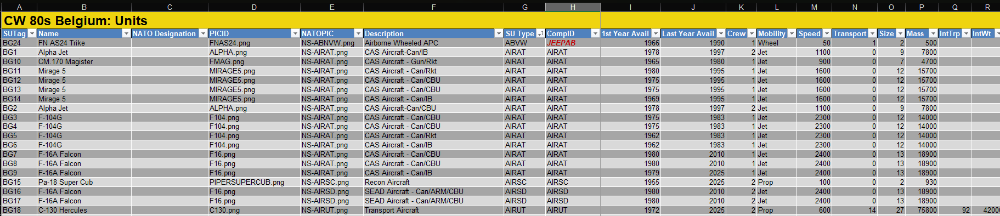 A B C D E F G H I J K L M N O P Q R
CW 80s Belgium: Units
SUTag Name NATO Designation PICID NATOPIC Description SU Type CompID 1st Year Avail Last Year Avail Crew Mobility Speed Transport Size Mass IntTrp IntWt
BG24 FN AS24 Trike FNAS24.png NS-ABNVW.png Airborne Wheeled APC ABVW JEEPAB 1966 1990 1 Wheel 50 1 2 500
BG1 Alpha Jet ALPHA.png NS-AIRAT.png CAS Aircraft-Can/IB AIRAT AIRAT 1978 1997 2 Jet 1100 0 9 7800
BG10 CM.170 Magister FMAG.png NS-AIRAT.png CAS Aircraft - Gun/Rkt AIRAT AIRAT 1965 1980 1 Jet 900 0 7 4700
BG11 Mirage 5 MIRAGE5.png NS-AIRAT.png CAS Aircraft - Can/Rkt AIRAT AIRAT 1980 1995 1 Jet 1600 0 12 15700
BG12 Mirage 5 MIRAGE5.png NS-AIRAT.png CAS Aircraft - Can/CBU AIRAT AIRAT 1975 1995 1 Jet 1600 0 12 15700
BG13 Mirage 5 MIRAGE5.png NS-AIRAT.png CAS Aircraft - Can/CBU AIRAT AIRAT 1975 1995 1 Jet 1600 0 12 15700
BG14 Mirage 5 MIRAGE5.png NS-AIRAT.png CAS Aircraft - Can/IB AIRAT AIRAT 1969 1995 1 Jet 1600 0 12 15700
BG2 Alpha Jet ALPHA.png NS-AIRAT.png CAS Aircraft-Can/CBU AIRAT AIRAT 1978 1997 2 Jet 1100 0 9 7800
BG3 F-104G F104.png NS-AIRAT.png CAS Aircraft - Can/CBU AIRAT AIRAT 1975 1983 1 Jet 2300 0 12 14000
BG4 F-104G F104.png NS-AIRAT.png CAS Aircraft - Can/CBU AIRAT AIRAT 1975 1983 1 Jet 2300 0 12 14000
BG5 F-104G F104.png NS-AIRAT.png CAS Aircraft - Can/Rkt AIRAT AIRAT 1962 1983 1 Jet 2300 0 12 14000
BG6 F-104G F104.png NS-AIRAT.png CAS Aircraft - Can/IB AIRAT AIRAT 1962 1983 1 Jet 2300 0 12 14000
BG7 F-16A Falcon F16.png NS-AIRAT.png CAS Aircraft - Can/CBU AIRAT AIRAT 1980 2010 1 Jet 2400 0 13 18900
BG8 F-16A Falcon F16.png NS-AIRAT.png CAS Aircraft - Can/CBU AIRAT AIRAT 1980 2010 1 Jet 2400 0 13 18900
BG9 F-16A Falcon F16.png NS-AIRAT.png CAS Aircraft - Can/IB AIRAT AIRAT 1979 2025 1 Jet 2400 0 13 18900
BG15 Pa-18 Super Cub PIPERSUPERCUB.png NS-AIRSC.png Recon Aircraft AIRSC AIRSC 1955 2025 2 Prop 100 0 2 930
BG16 F-16A Falcon F16.png NS-AIRSD.png SEAD Aircraft - Can/ARM/CBU AIRSD AIRSD 1980 2010 2 Jet 2400 0 13 18900
BG17 F-16A Falcon F16.png NS-AIRSD.png SEAD Aircraft - Can/ARM/CBU AIRSD AIRSD 1980 2010 2 Jet 2400 0 13 18900
BG18 C-130 Hercules C130.png NS-AIRUT.png Transport Aircraft AIRUT AIRUT 1972 2025 2 Prop 600 14 27 75800 92 4200